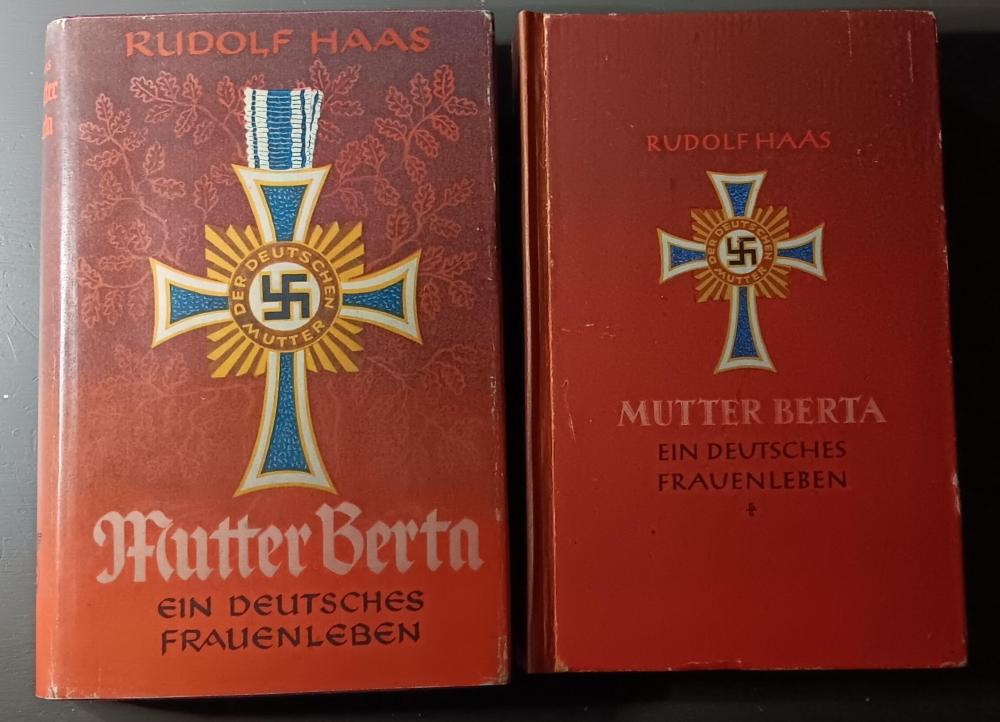 RUDOLF HAAS
DER DEUTSCHEN
MUTTER
Mutter Berta
EIN DEUTSCHES
FRAUENLEBEN
RUDOLF HAAS
DER DEUTSCHEN
MUTTER
MUTTER BERTA
EIN DEUTSCHES
FRAUENLEBEN